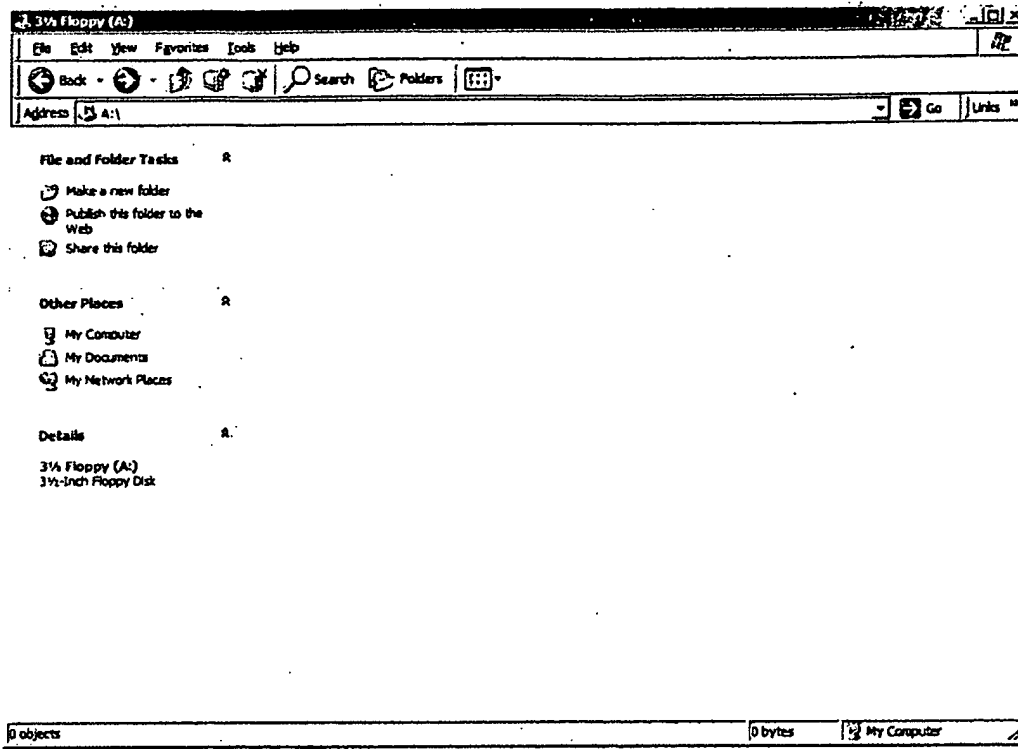 3½ Floppy (A:)
File Edit View Favorites Tools Help
Back Search Folders
Address A:\ Go Links »
File and Folder Tasks
Make a new folder
Publish this folder to the
Web
Share this folder
Other Places
My Computer
My Documents
My Network Places
Details
3½ Floppy (A:)
3½-Inch Floppy Disk
0 objects 0 bytes My Computer